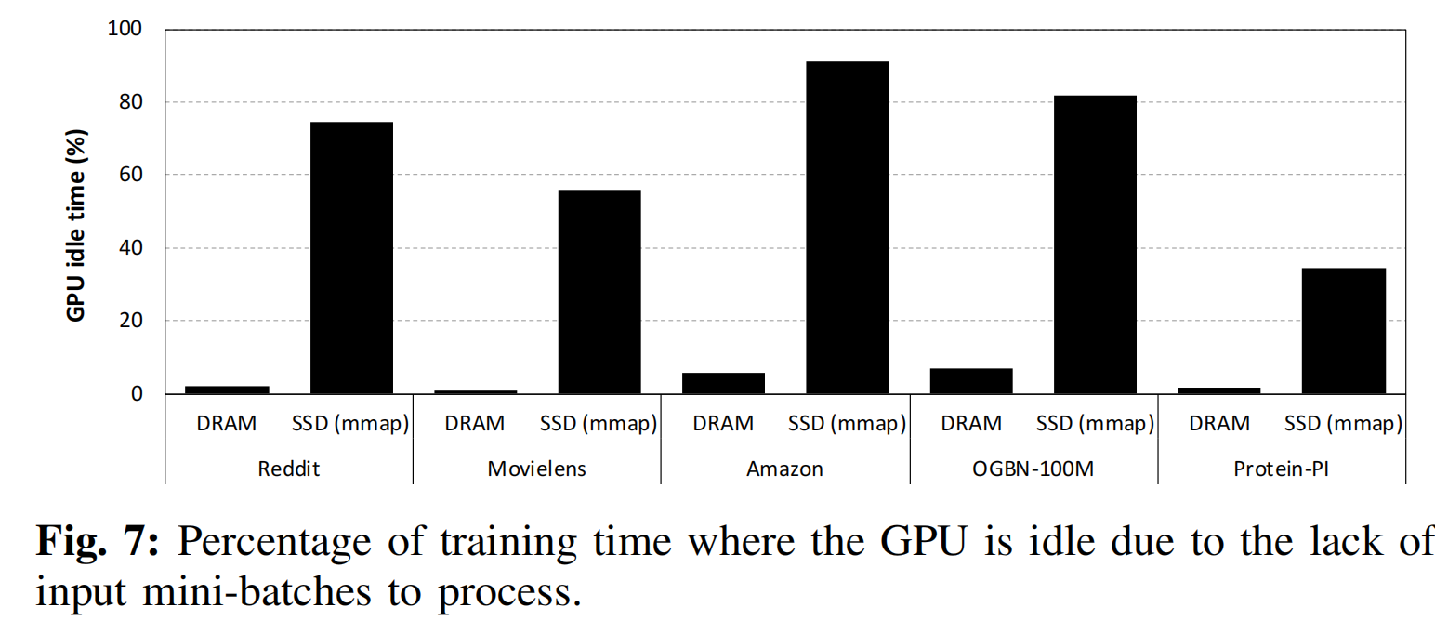 100
80
60
40
20
0
GPU idle time (%)
DRAM SSD (mmap) DRAM SSD (mmap) DRAM SSD (mmap) DRAM SSD (mmap) DRAM SSD (mmap)
Reddit Movielens Amazon OGBN-100M Protein-PI
Fig. 7: Percentage of training time where the GPU is idle due to the lack of
input mini-batches to process.